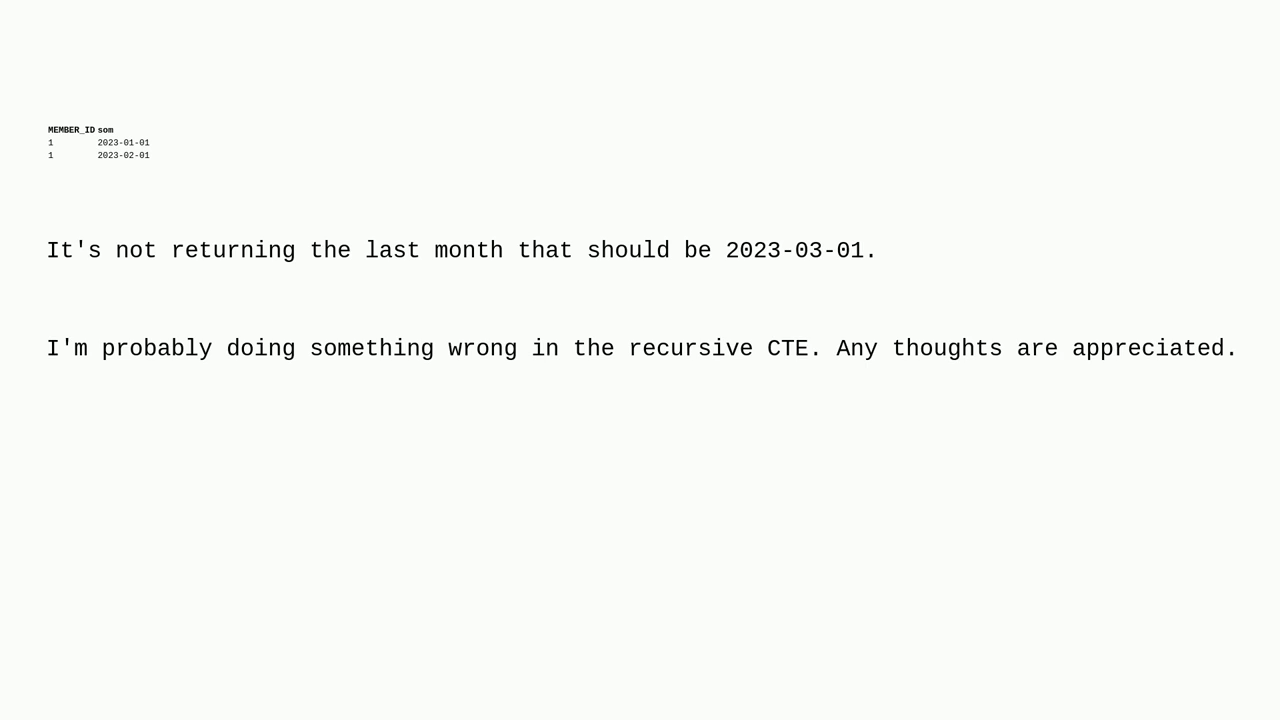 MEMBER_ID som
1 2023-01-01
1 2023-02-01
It's not returning the last month that should be 2023-03-01.
I'm probably doing something wrong in the recursive CTE. Any thoughts are appreciated.